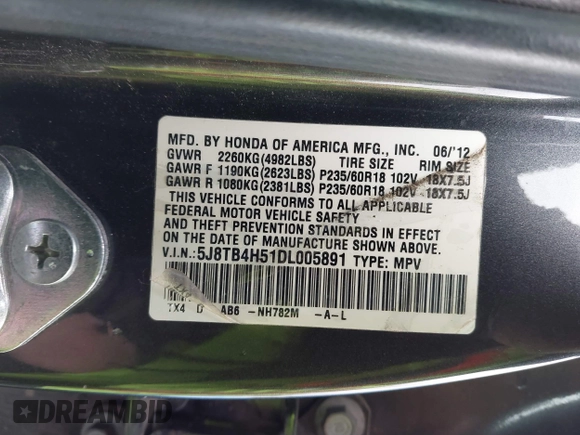 MFD. BY HONDA OF AMERICA MFG., INC. 06/'12
GVWR 2260KG(4982LBS) TIRE SIZE RIM SIZE
GAWR F 1190KG(2623LBS) P235/60R18 102V 18X7.5J
GAWR R 1080KG(2381LBS) P235/60R18 102V 18X7.5J
THIS VEHICLE CONFORMS TO ALL APPLICABLE
FEDERAL MOTOR VEHICLE SAFETY
AND THEFT PREVENTION STANDARDS IN EFFECT
ON THE DATE OF MANUFACTURE SHOWN ABOVE.
V.I.N.: 5J8TB4H51DL005891 TYPE: MPV
TX4 AB6 -NH782M -A-L
DREAMBID